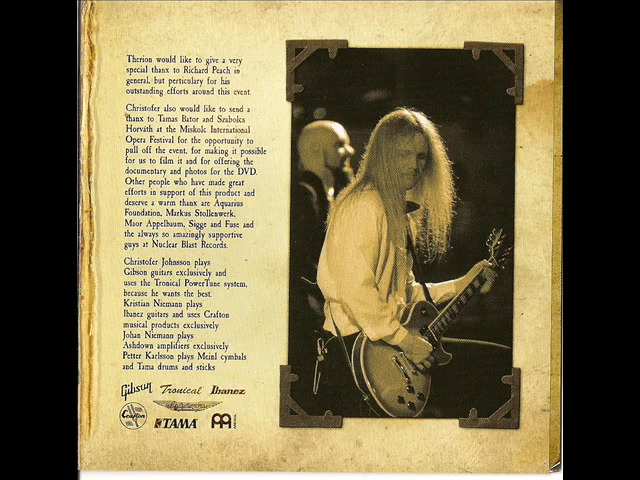 Therion would like to give a very
special thanx to Richard Peach in
general, but perticulary for his
outstanding efforts around this event.
Christofer also would like to send a
thanx to Tamas Bator and Szabolcs
Horváth at the Miskolc International
Opera Festival for the opportunity to
pull off the event, for making it possible
for us to film it and for offering the
documentary and photos for the DVD.
Other people who have made great
efforts in support of this product and
deserve a warm thanx are Aquarius
Foundation, Markus Stollenwerk,
Maor Appelbaum, Sigge and Fuse and
the always so amazingly supportive
guys at Nuclear Blast Records.
Christofer Johnsson plays
Gibson guitars exclusively and
uses the Tronical PowerTune system,
because he wants the best.
Kristian Niemann plays
Ibanez guitars and uses Crafton
musical products exclusively
Johan Niemann plays
Ashdown amplifiers exclusively
Petter Karlsson plays Meinl cymbals
and Tama drums and sticks
Gibson Tronical Ibanez
Crafton TAMA